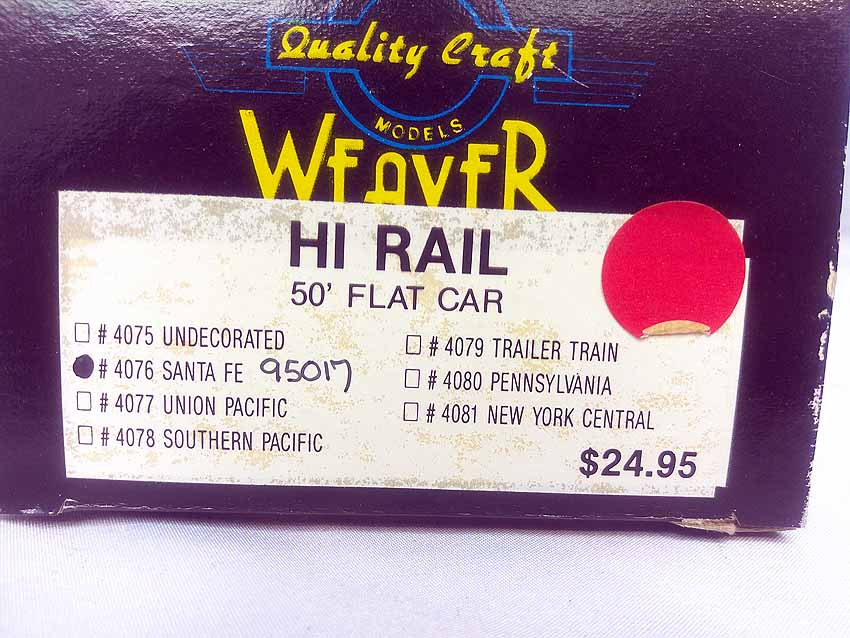 Quality Craft
MODELS
WEAVER
HI RAIL
50' FLAT CAR
# 4075 UNDECORATED
# 4076 SANTA FE 95017
# 4077 UNION PACIFIC
# 4078 SOUTHERN PACIFIC
# 4079 TRAILER TRAIN
# 4080 PENNSYLVANIA
# 4081 NEW YORK CENTRAL
$24.95